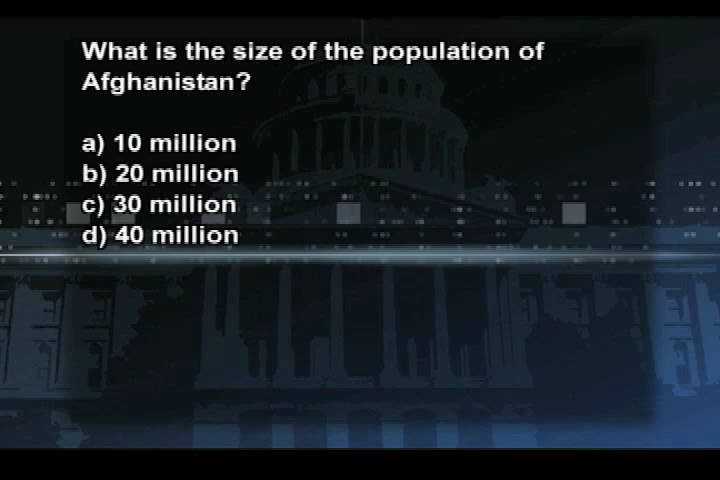 What is the size of the population of
Afghanistan?
a) 10 million
b) 20 million
c) 30 million
d) 40 million